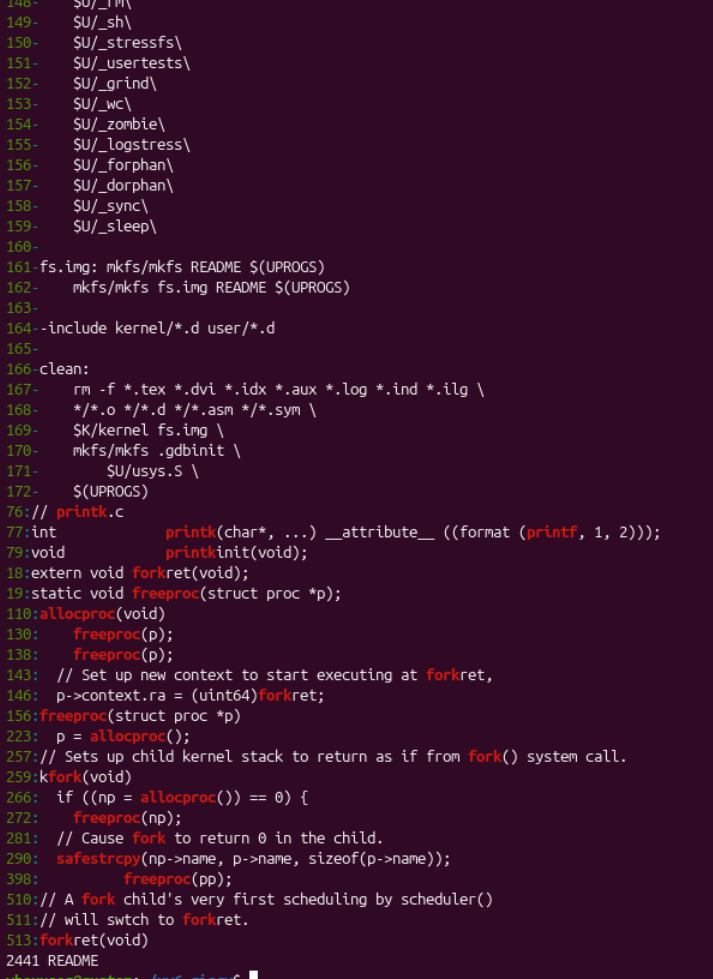 148-    $U/_rm\
149-    $U/_sh\
150-    $U/_stressfs\
151-    $U/_usertests\
152-    $U/_grind\
153-    $U/_wc\
154-    $U/_zombie\
155-    $U/_logstress\
156-    $U/_forphan\
157-    $U/_dorphan\
158-    $U/_sync\
159-    $U/_sleep\
160-
161-fs.img: mkfs/mkfs README $(UPROGS)
162-    mkfs/mkfs fs.img README $(UPROGS)
163-
164--include kernel/*.d user/*.d
165-
166-clean:
167-    rm -f *.tex *.dvi *.idx *.aux *.log *.ind *.ilg \
168-    */*.o */*.d */*.asm */*.sym \
169-    $K/kernel fs.img \
170-    mkfs/mkfs .gdbinit \
171-        $U/usys.S \
172-    $(UPROGS)
76:// printk.c
77:int             printk(char*, ...) __attribute__ ((format (printf, 1, 2)));
79:void            printkinit(void);
18:extern void forkret(void);
19:static void freeproc(struct proc *p);
110:allocproc(void)
130:    freeproc(p);
138:    freeproc(p);
143:  // Set up new context to start executing at forkret,
146:  p->context.ra = (uint64)forkret;
156:freeproc(struct proc *p)
223:  p = allocproc();
257:// Sets up child kernel stack to return as if from fork() system call.
259:kfork(void)
266:  if ((np = allocproc()) == 0) {
272:    freeproc(np);
281:  // Cause fork to return 0 in the child.
290:  safestrcpy(np->name, p->name, sizeof(p->name));
398:          freeproc(pp);
510:// A fork child's very first scheduling by scheduler()
511:// will swtch to forkret.
513:forkret(void)
2441 README